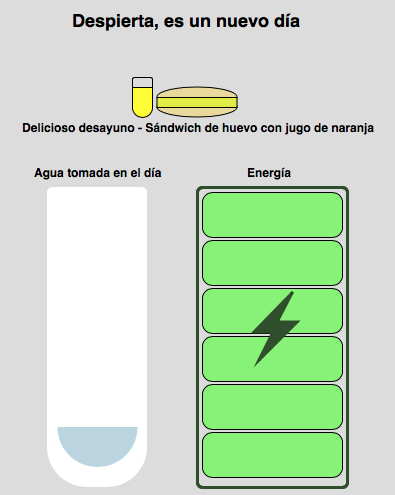 Despierta, es un nuevo día
Delicioso desayuno - Sándwich de huevo con jugo de naranja
Agua tomada en el día
Energía